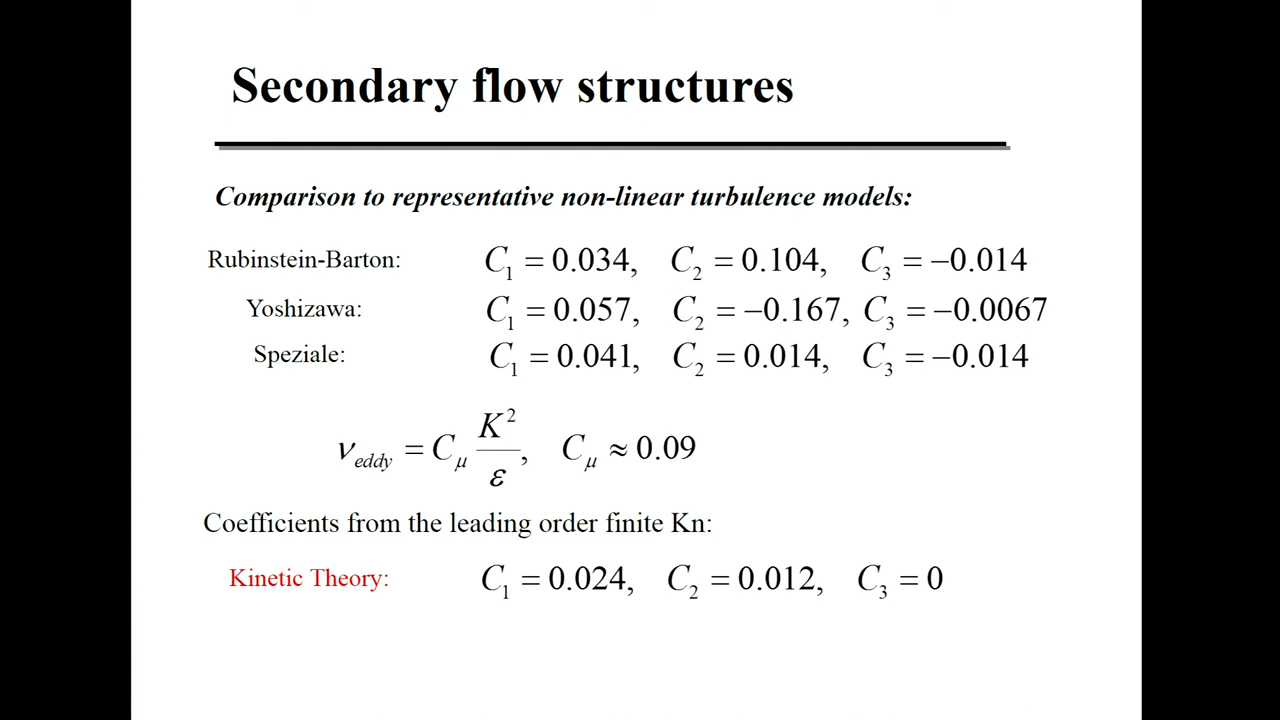 Secondary flow structures
Comparison to representative non-linear turbulence models:
Rubinstein-Barton: C₁ = 0.034, C₂ = 0.104, C₃ = −0.014
Yoshizawa: C₁ = 0.057, C₂ = −0.167, C₃ = −0.0067
Speziale: C₁ = 0.041, C₂ = 0.014, C₃ = −0.014
ν_eddy = C_μ K²/ε, C_μ ≈ 0.09
Coefficients from the leading order finite Kn:
Kinetic Theory: C₁ = 0.024, C₂ = 0.012, C₃ = 0